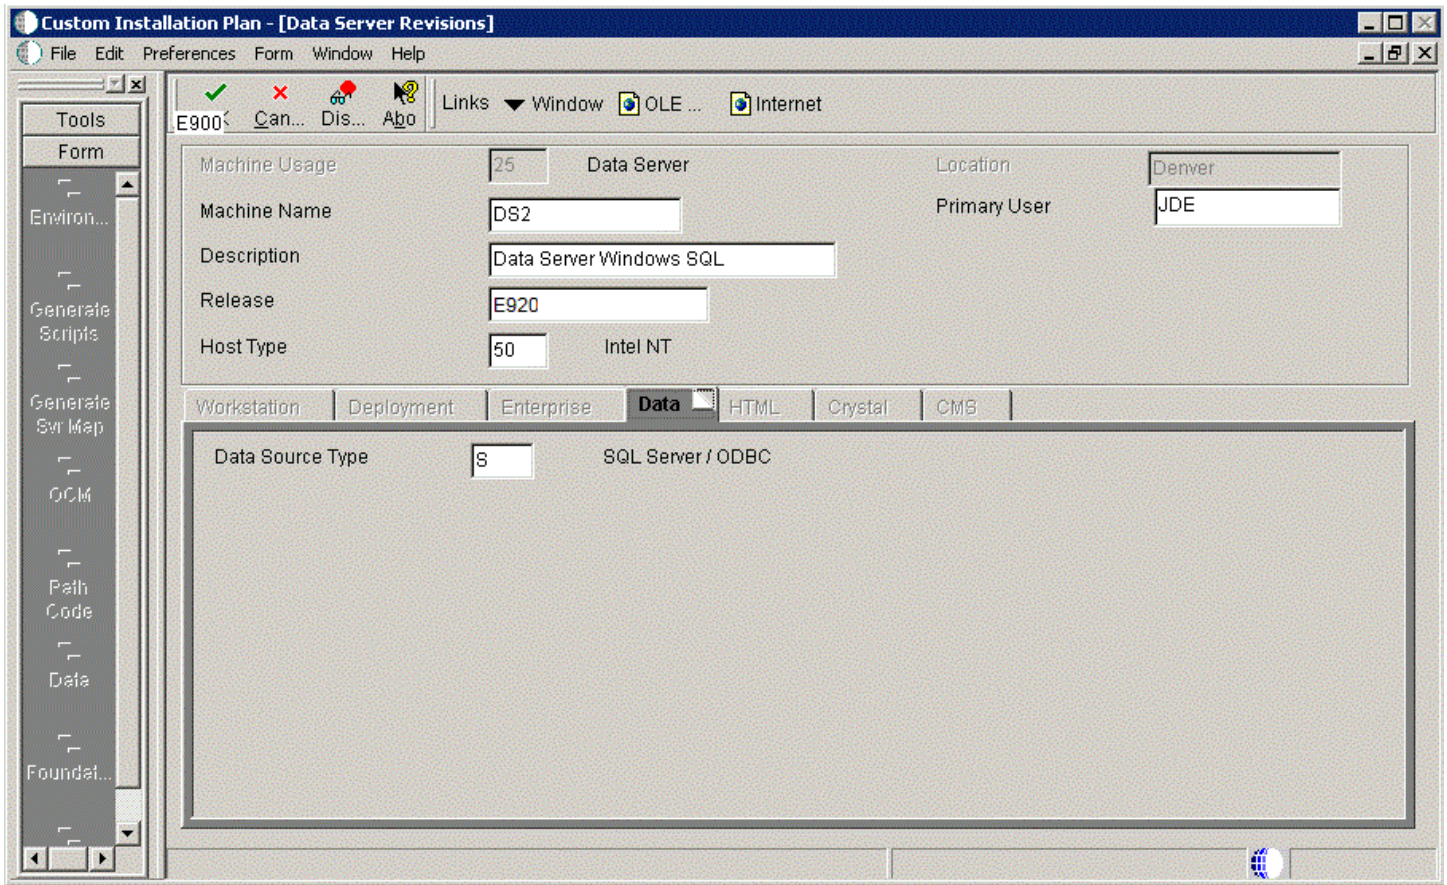 Custom Installation Plan - [Data Server Revisions]
File Edit Preferences Form Window Help
Tools
Form
Environ...
Generate
Scripts
Generate
Svr Map
OCM
Path
Code
Data
Foundat...
E900 Can... Dis... Abo Links Window OLE ... Internet
Machine Usage 25 Data Server Location Denver
Machine Name DS2 Primary User JDE
Description Data Server Windows SQL
Release E920
Host Type 50 Intel NT
Workstation Deployment Enterprise Data HTML Crystal CMS
Data Source Type S SQL Server / ODBC